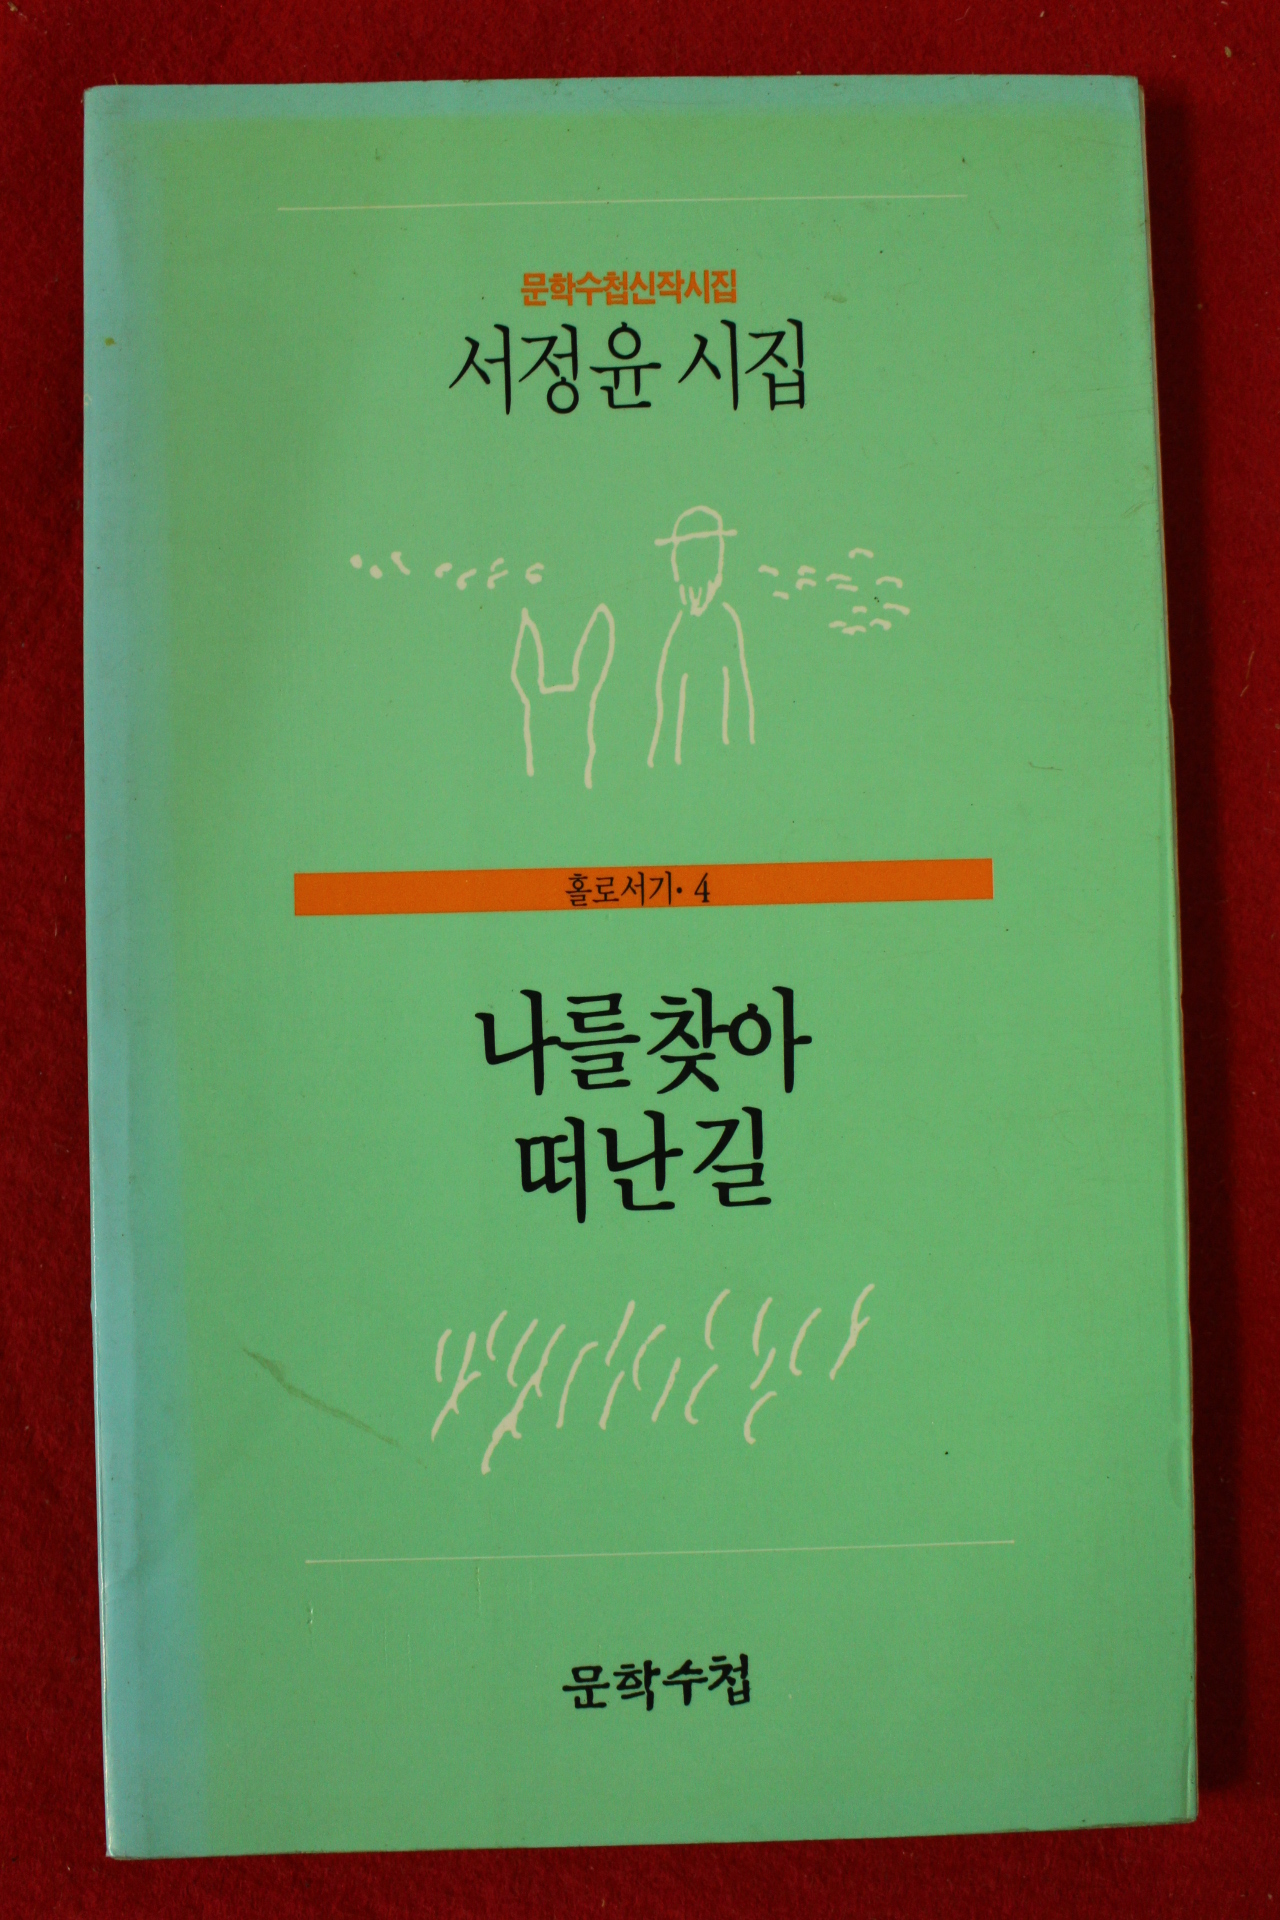 문학수첩신작시집
서정윤 시집
홀로서기·4
나를 찾아
떠난 길
문학수첩